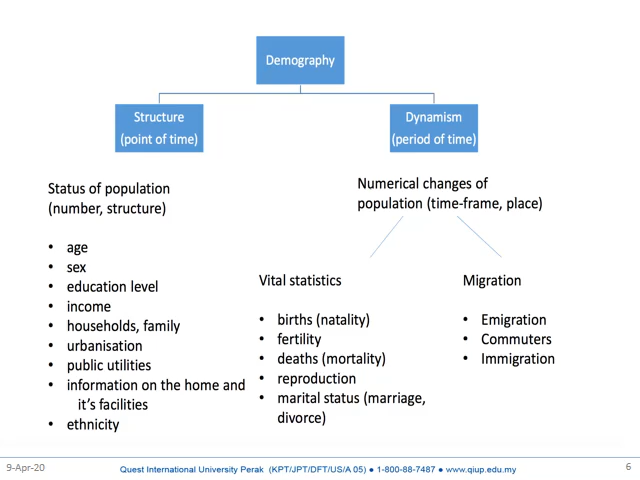 Demography
Structure
(point of time)
Dynamism
(period of time)
Status of population
(number, structure)
• age
• sex
• education level
• income
• households, family
• urbanisation
• public utilities
• information on the home and
it's facilities
• ethnicity
Numerical changes of
population (time-frame, place)
Vital statistics
• births (natality)
• fertility
• deaths (mortality)
• reproduction
• marital status (marriage,
divorce)
Migration
• Emigration
• Commuters
• Immigration
9-Apr-20
Quest International University Perak (KPT/JPT/DFT/US/A 05) ● 1-800-88-7487 ● www.qiup.edu.my
6